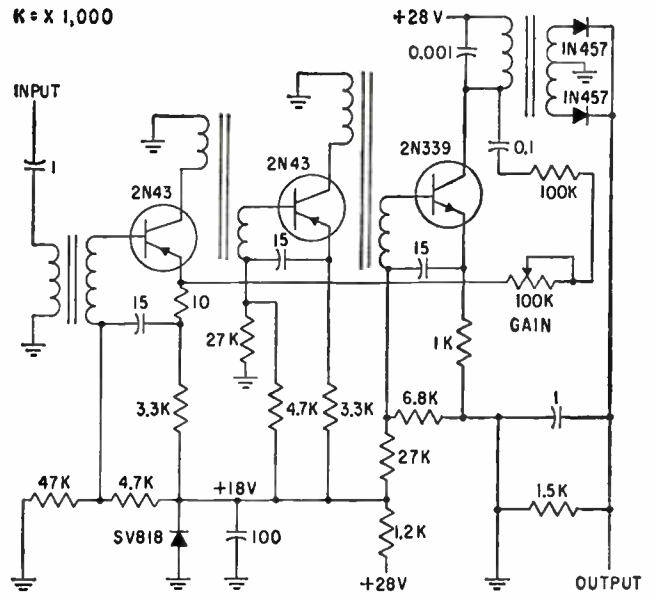 K = X 1,000
+28 V
0.001
1N457
INPUT
1N457
1
2N43
2N43
2N339
0.1
100K
15
15
15
10
100K
GAIN
27K
1K
3.3K
4.7K
3.3K
6.8K
1
27K
47K
4.7K
+18V
1.5K
SV818
100
1.2K
+28V
OUTPUT